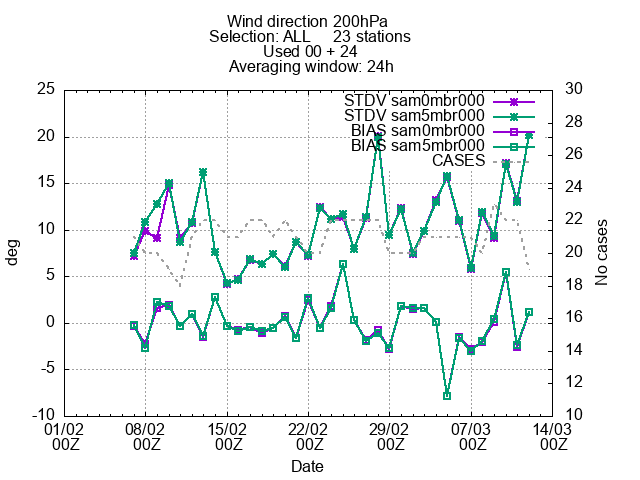 Wind direction 200hPa
Selection: ALL     23 stations
Used 00 + 24
Averaging window: 24h
STDV sam0mbr000
STDV sam5mbr000
BIAS sam0mbr000
BIAS sam5mbr000
CASES
deg
25
20
15
10
5
0
-5
-10
No cases
30
28
26
24
22
20
18
16
14
12
10
01/02 08/02 15/02 22/02 29/02 07/03 14/03
00Z 00Z 00Z 00Z 00Z 00Z 00Z
Date